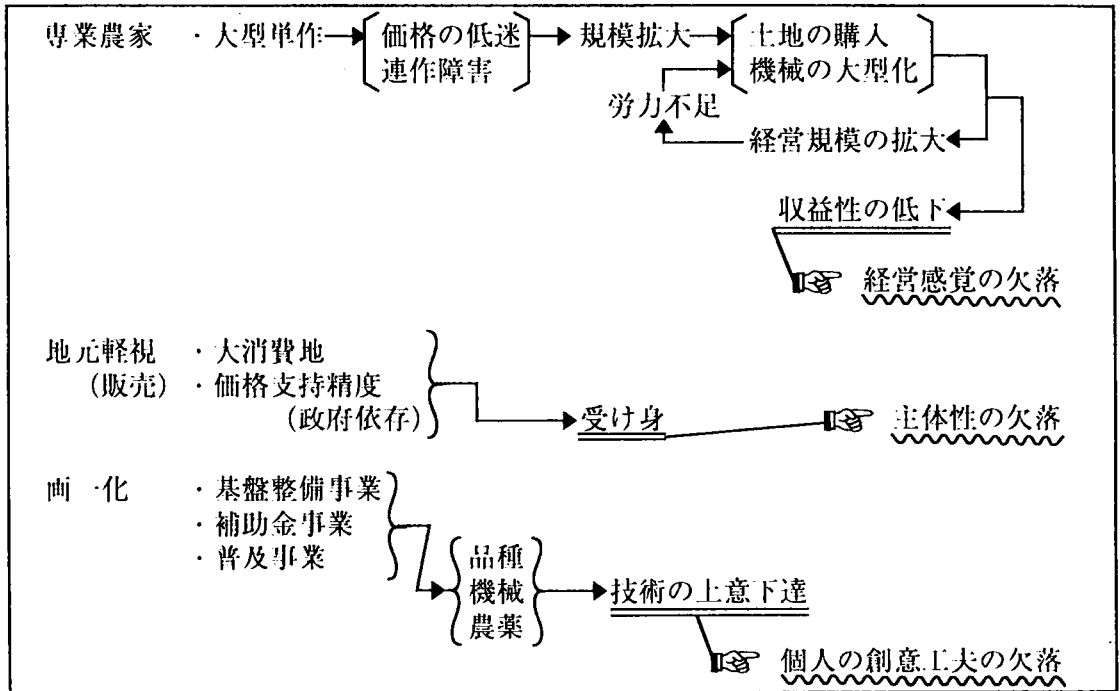 専業農家 ・大型単作→価格の低迷→規模拡大→土地の購入
連作障害 機械の大型化
労力不足
経営規模の拡大
収益性の低下
☞ 経営感覚の欠落
地元軽視 ・大消費地
(販売) ・価格支持精度
(政府依存)
受け身 ☞ 主体性の欠落
画一化 ・基盤整備事業
・補助金事業
・普及事業
品種
機械 技術の上意下達
農薬
☞ 個人の創意工夫の欠落